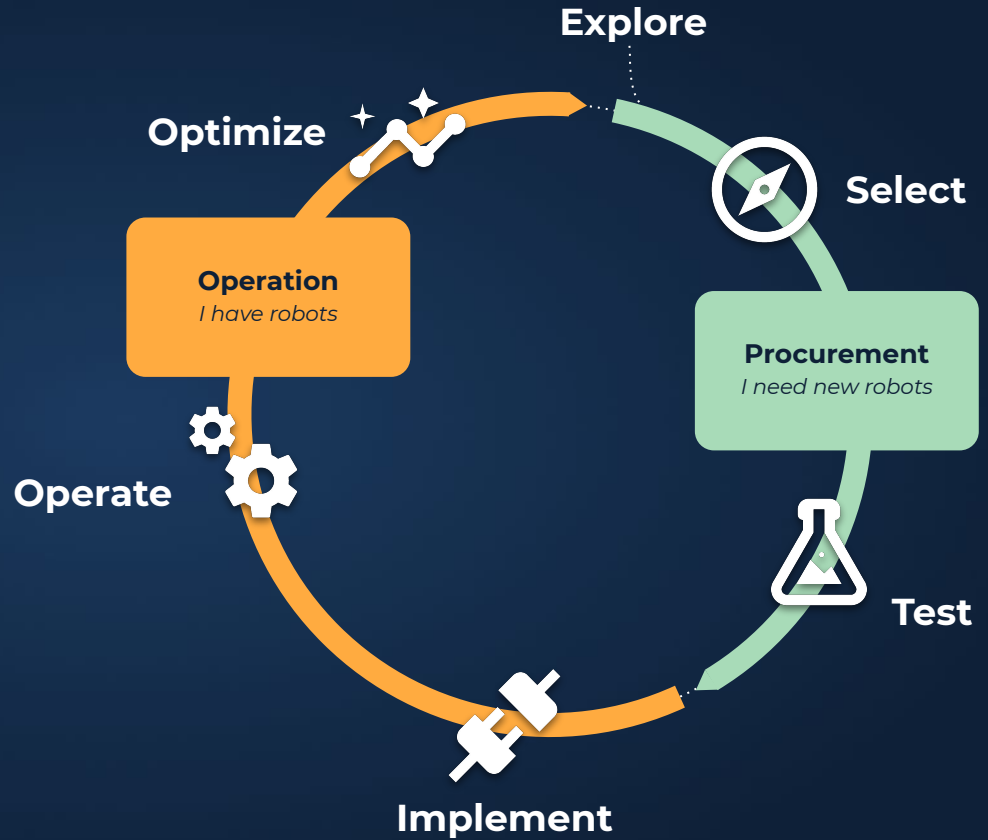 Explore
Optimize
Select
Operation
I have robots
Procurement
I need new robots
Operate
Test
Implement